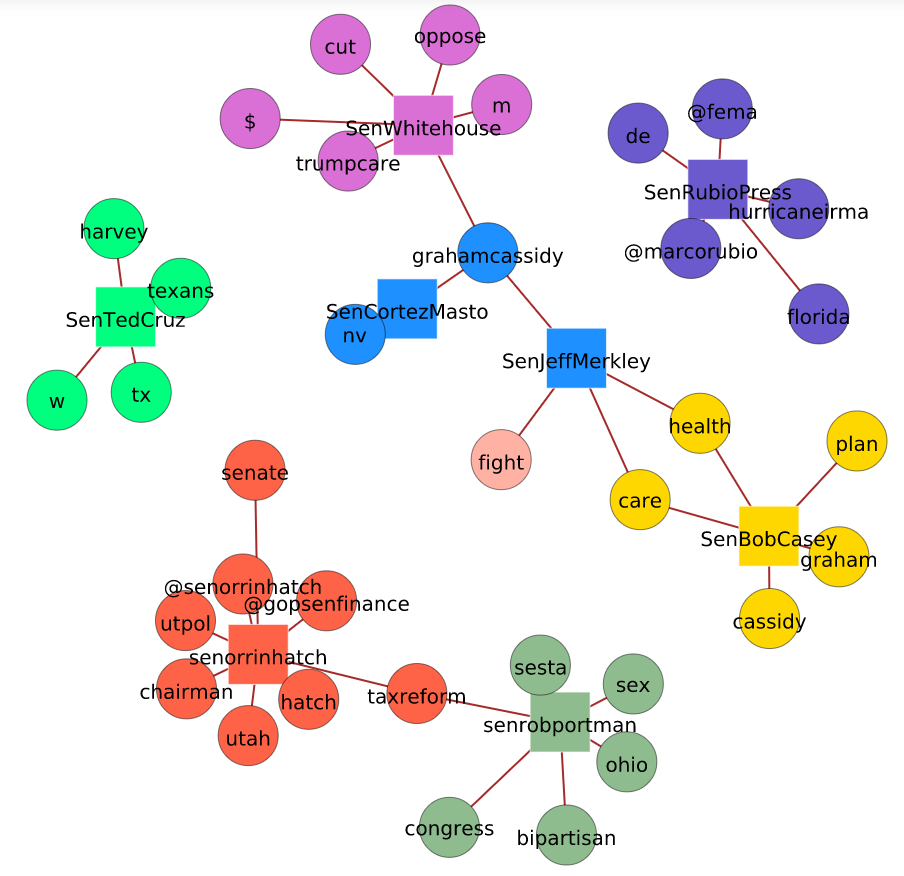 oppose
cut
m
@fema
$
SenWhitehouse
de
trumpcare
SenRubioPress
hurricaneirma
harvey
@marcorubio
grahamcassidy
texans
SenCortezMasto
florida
SenTedCruz
nv
SenJeffMerkley
tx
w
health
plan
fight
senate
care
SenBobCasey
graham
@senorrinhatch
@gopsenfinance
utpol
cassidy
senorrinhatch
sesta
sex
chairman
taxreform
hatch
senrobportman
utah
ohio
congress
bipartisan